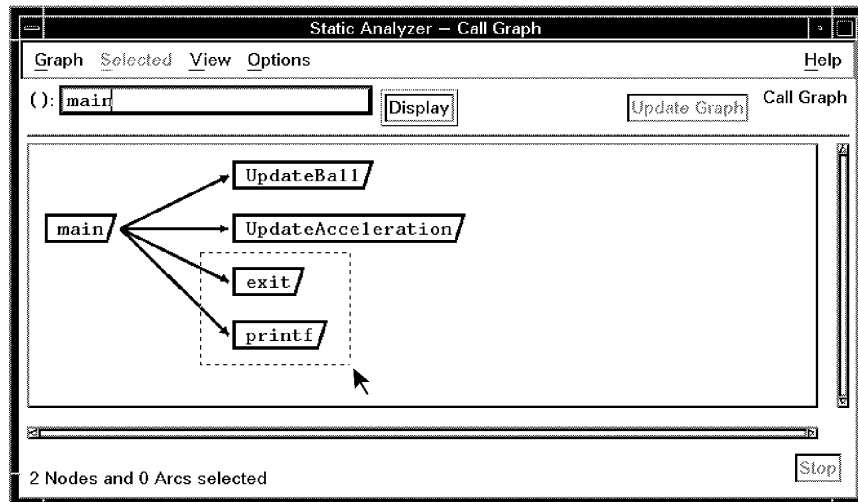 Static Analyzer – Call Graph
Graph Selected View Options Help
( ): main Display Update Graph Call Graph
UpdateBall
main
UpdateAcceleration
exit
printf
2 Nodes and 0 Arcs selected
Stop